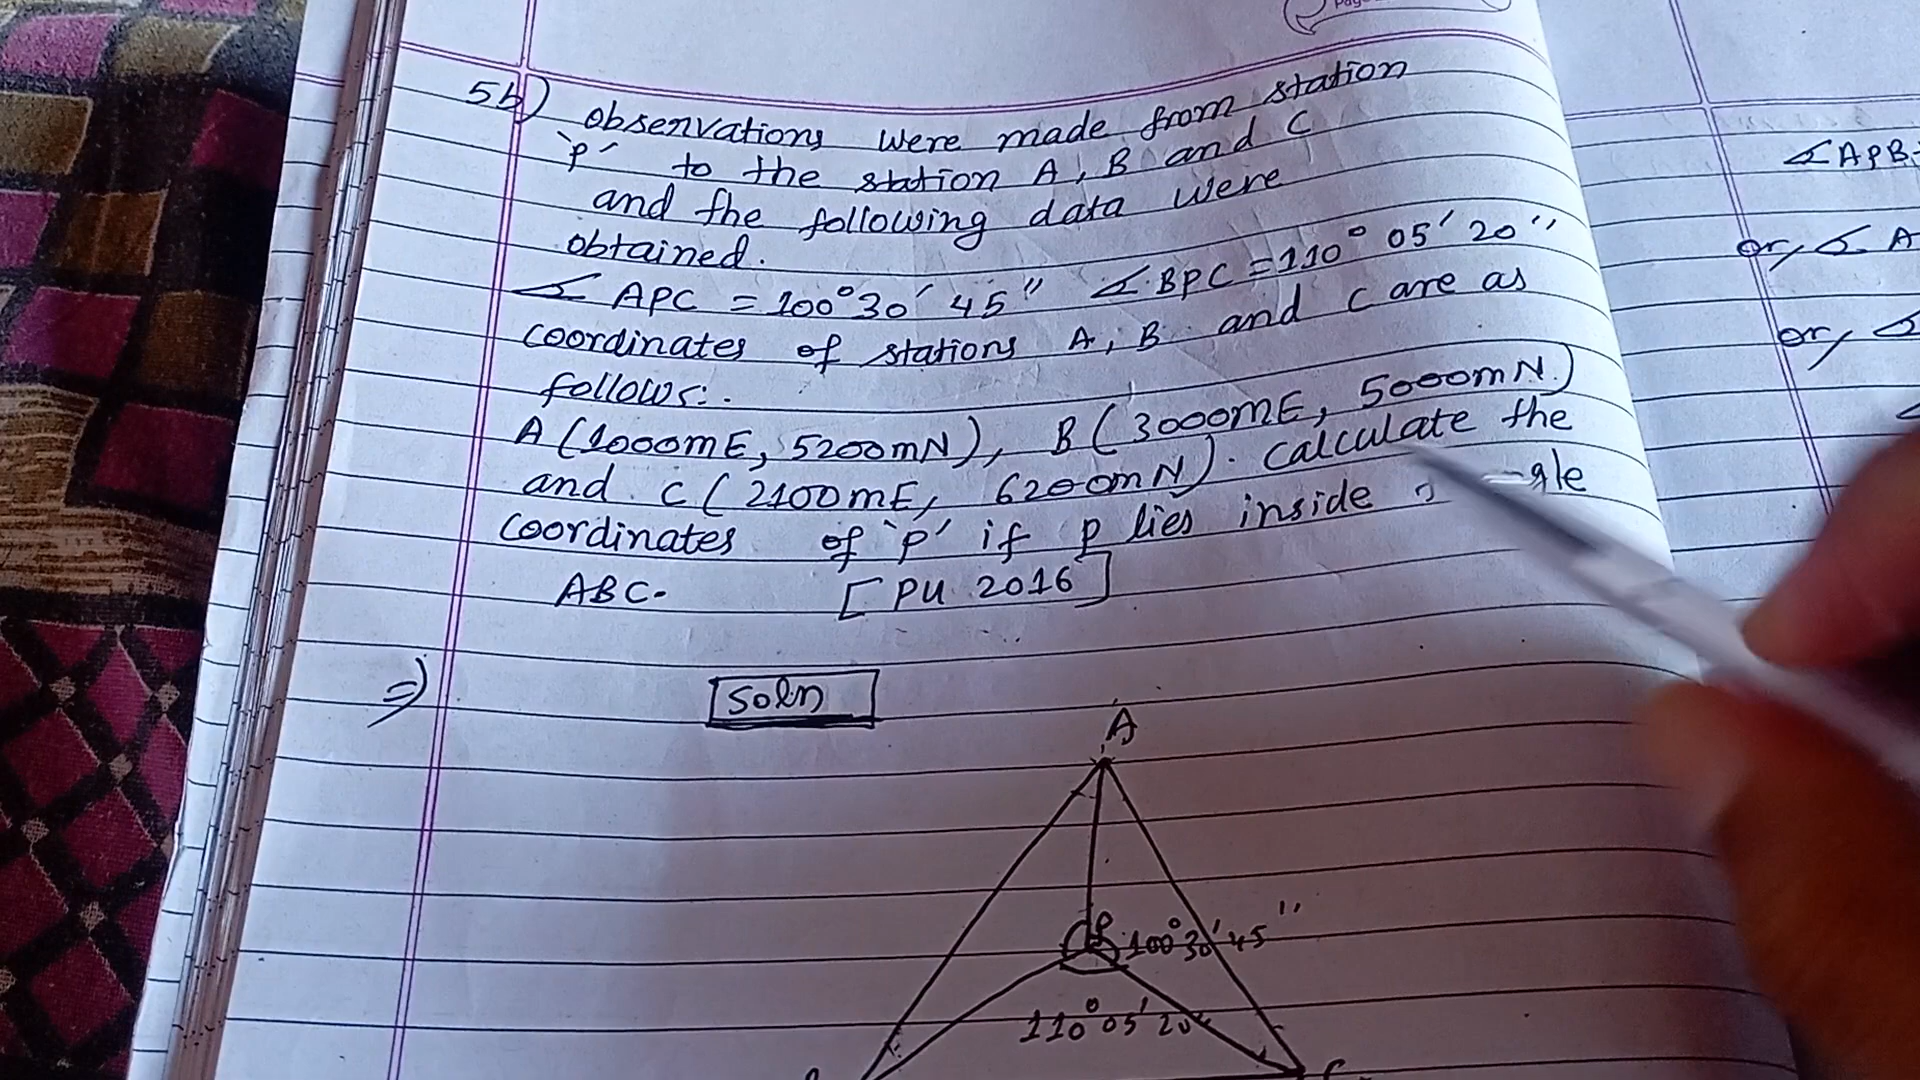 Page
5b) observations were made from station
'p' to the station A, B and C
and the following data were
obtained.
∠APC = 100° 30' 45" ∠BPC = 110° 05' 20"
coordinates of stations A, B and C are as
follows:.
A (1000mE, 5200mN), B (3000mE, 5000mN)
and C (2100mE, 6200mN). calculate the
coordinates of 'p' if p lies inside
ABC. [PU 2016]
=> Soln
A
P 100° 30' 45"
110° 05' 20"
C
∠APB=
or, ∠A
or, ∠